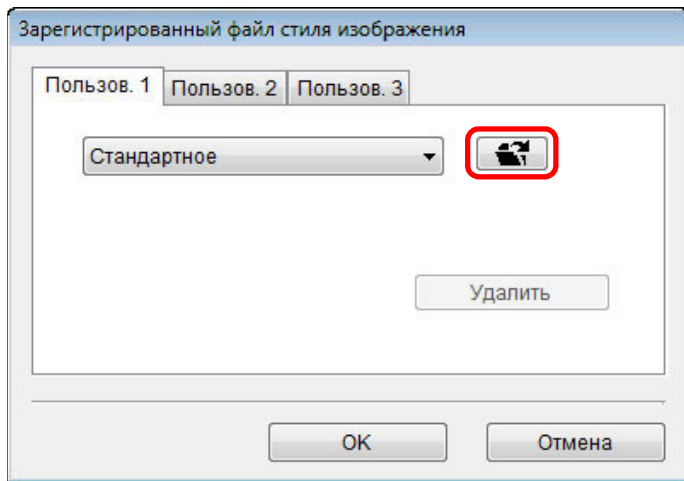 Зарегистрированный файл стиля изображения
Пользов. 1 Пользов. 2 Пользов. 3
Стандартное
Удалить
OK Отмена